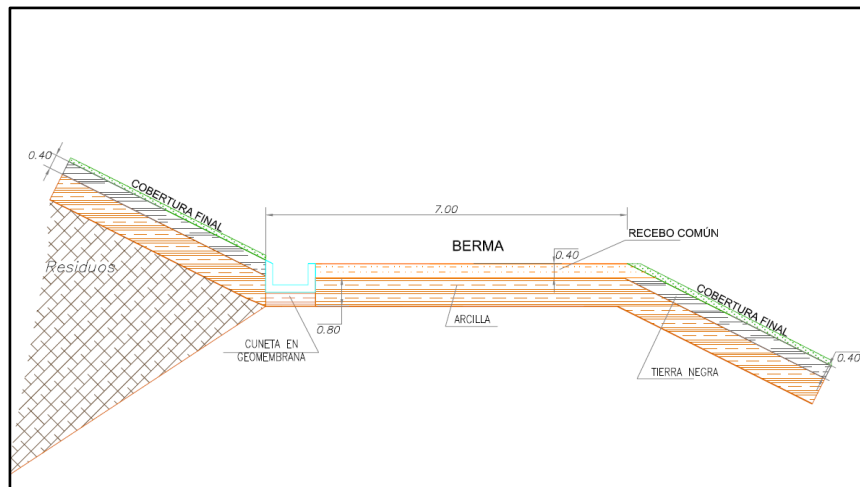 0.40
COBERTURA FINAL
7.00
RECEBO COMÚN
BERMA
0.40
Residuos
COBERTURA FINAL
0.80
ARCILLA
CUNETA EN
GEOMEMBRANA
0.40
TIERRA NEGRA